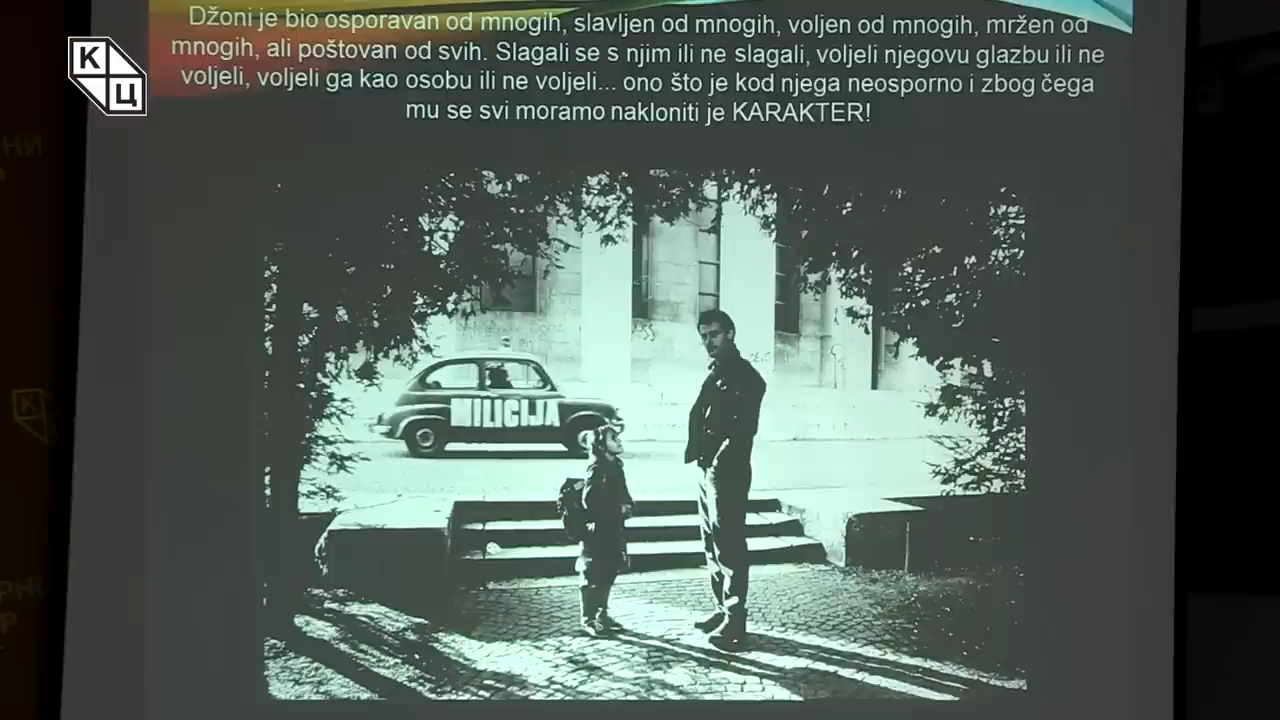 Džoni je bio osporavan od mnogih, slavljen od mnogih, voljen od mnogih, mržen od
mnogih, ali poštovan od svih. Slagali se s njim ili ne slagali, voljeli njegovu glazbu ili ne
voljeli, voljeli ga kao osobu ili ne voljeli... ono što je kod njega neosporno i zbog čega
mu se svi moramo nakloniti je KARAKTER!
К
Ц
MILICIJA